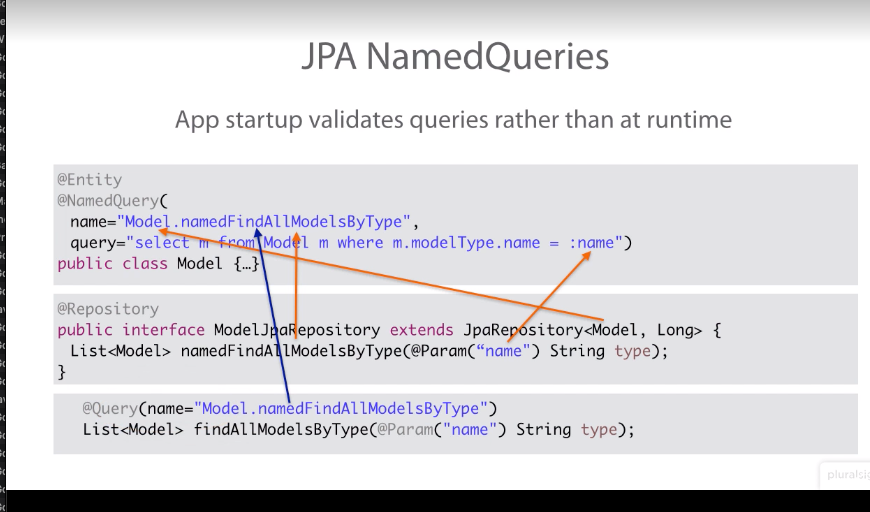 JPA NamedQueries
App startup validates queries rather than at runtime
@Entity
@NamedQuery(
name="Model.namedFindAllModelsByType",
query="select m from Model m where m.modelType.name = :name")
public class Model {…}
@Repository
public interface ModelJpaRepository extends JpaRepository<Model, Long> {
List<Model> namedFindAllModelsByType(@Param(“name") String type);
}
@Query(name="Model.namedFindAllModelsByType")
List<Model> findAllModelsByType(@Param("name") String type);